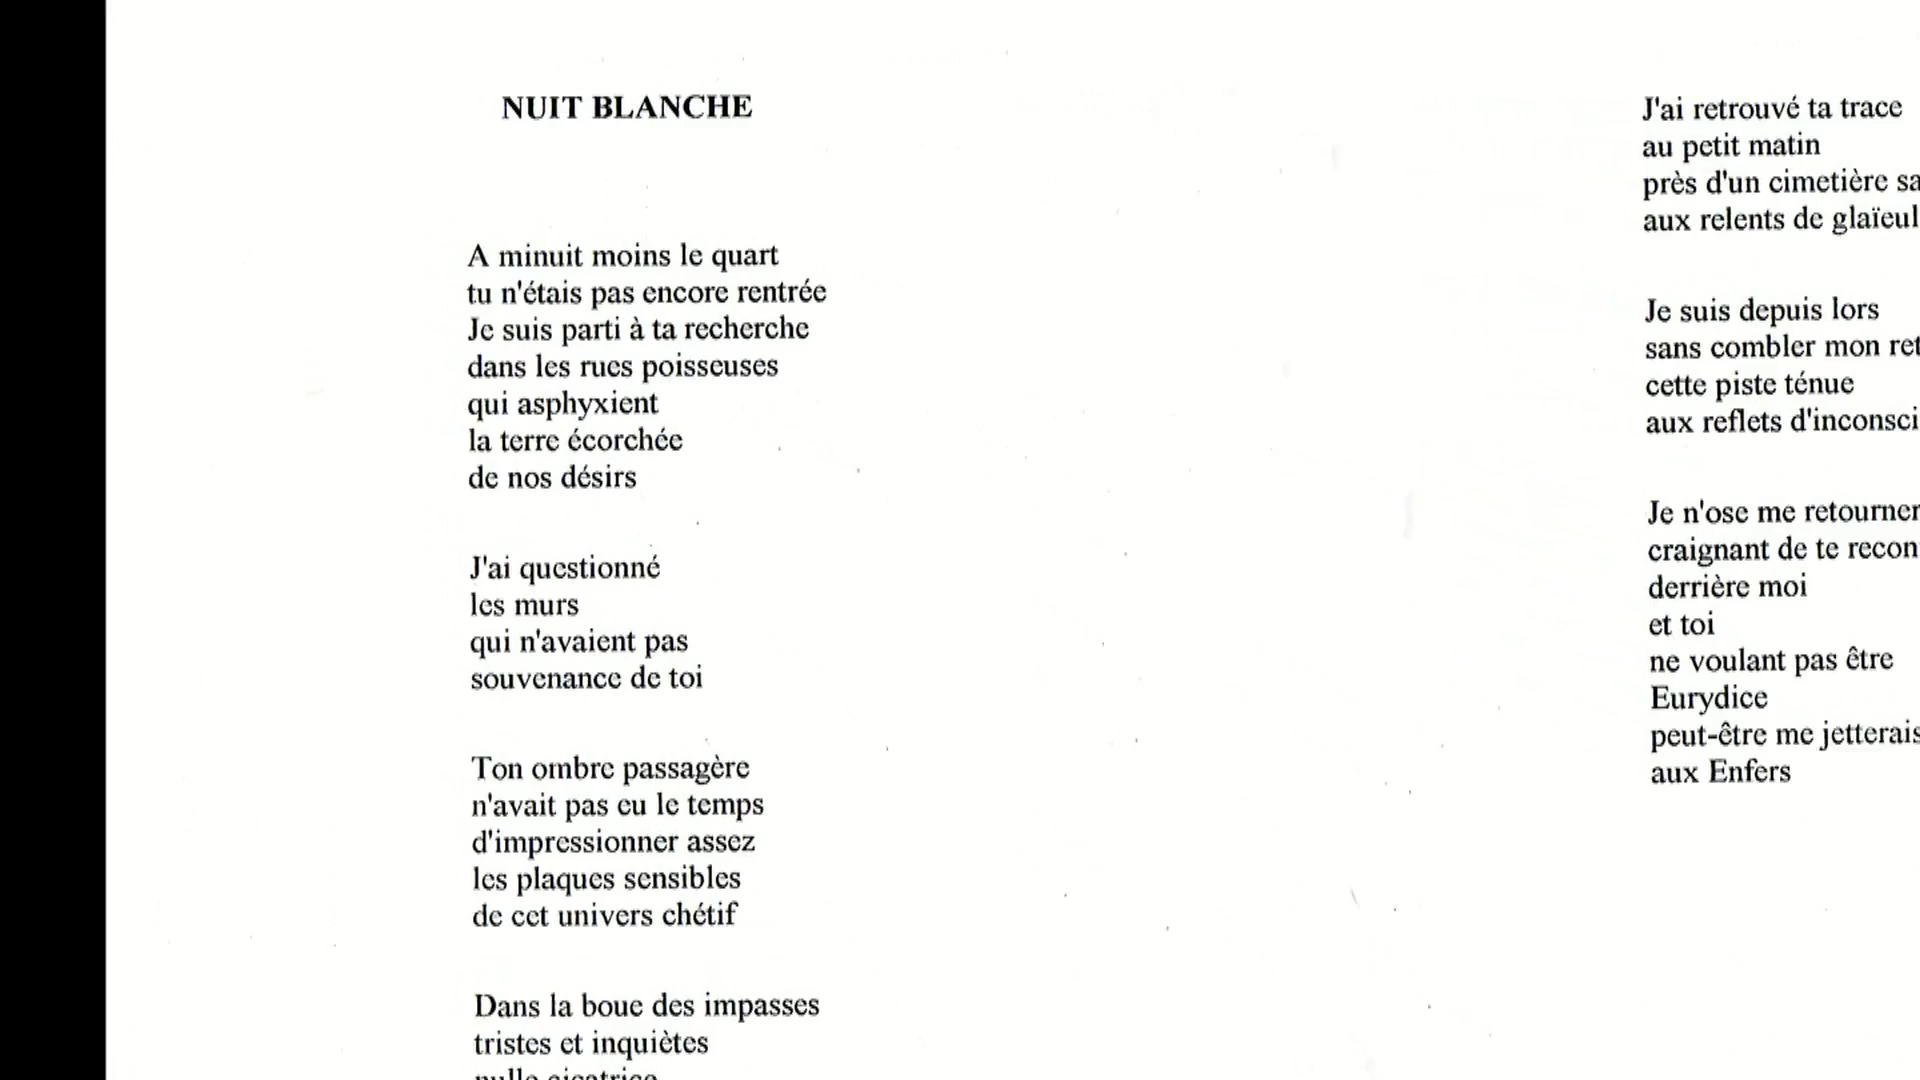 NUIT BLANCHE
A minuit moins le quart
tu n'étais pas encore rentrée
Je suis parti à ta recherche
dans les rues poisseuses
qui asphyxient
la terre écorchée
de nos désirs
J'ai questionné
les murs
qui n'avaient pas
souvenance de toi
Ton ombre passagère
n'avait pas eu le temps
d'impressionner assez
les plaques sensibles
de cet univers chétif
Dans la boue des impasses
tristes et inquiètes
nulle cicatrice
J'ai retrouvé ta trace
au petit matin
près d'un cimetière
aux relents de
Je suis depuis lors
sans combler mon
cette piste ténue
aux reflets
Je n'ose me retourner
craignant de te
derrière moi
et toi
ne voulant pas être
Eurydice
peut-être me jetterais
aux Enfers